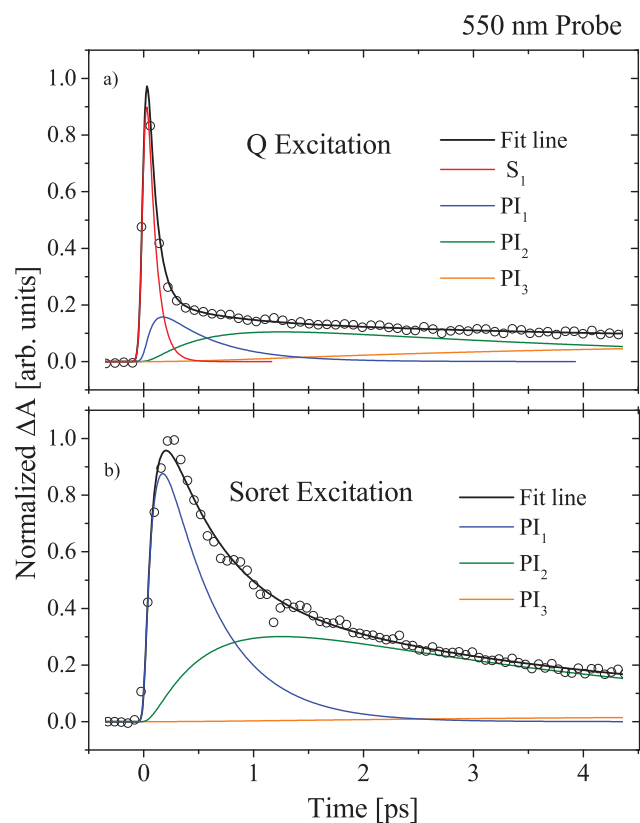 550 nm Probe
a)
Q Excitation
Fit line
S₁
PI₁
PI₂
PI₃
1.0
0.8
0.6
0.4
0.2
0.0
Normalized ΔA [arb. units]
b)
Soret Excitation
Fit line
PI₁
PI₂
PI₃
1.0
0.8
0.6
0.4
0.2
0.0
0 1 2 3 4
Time [ps]